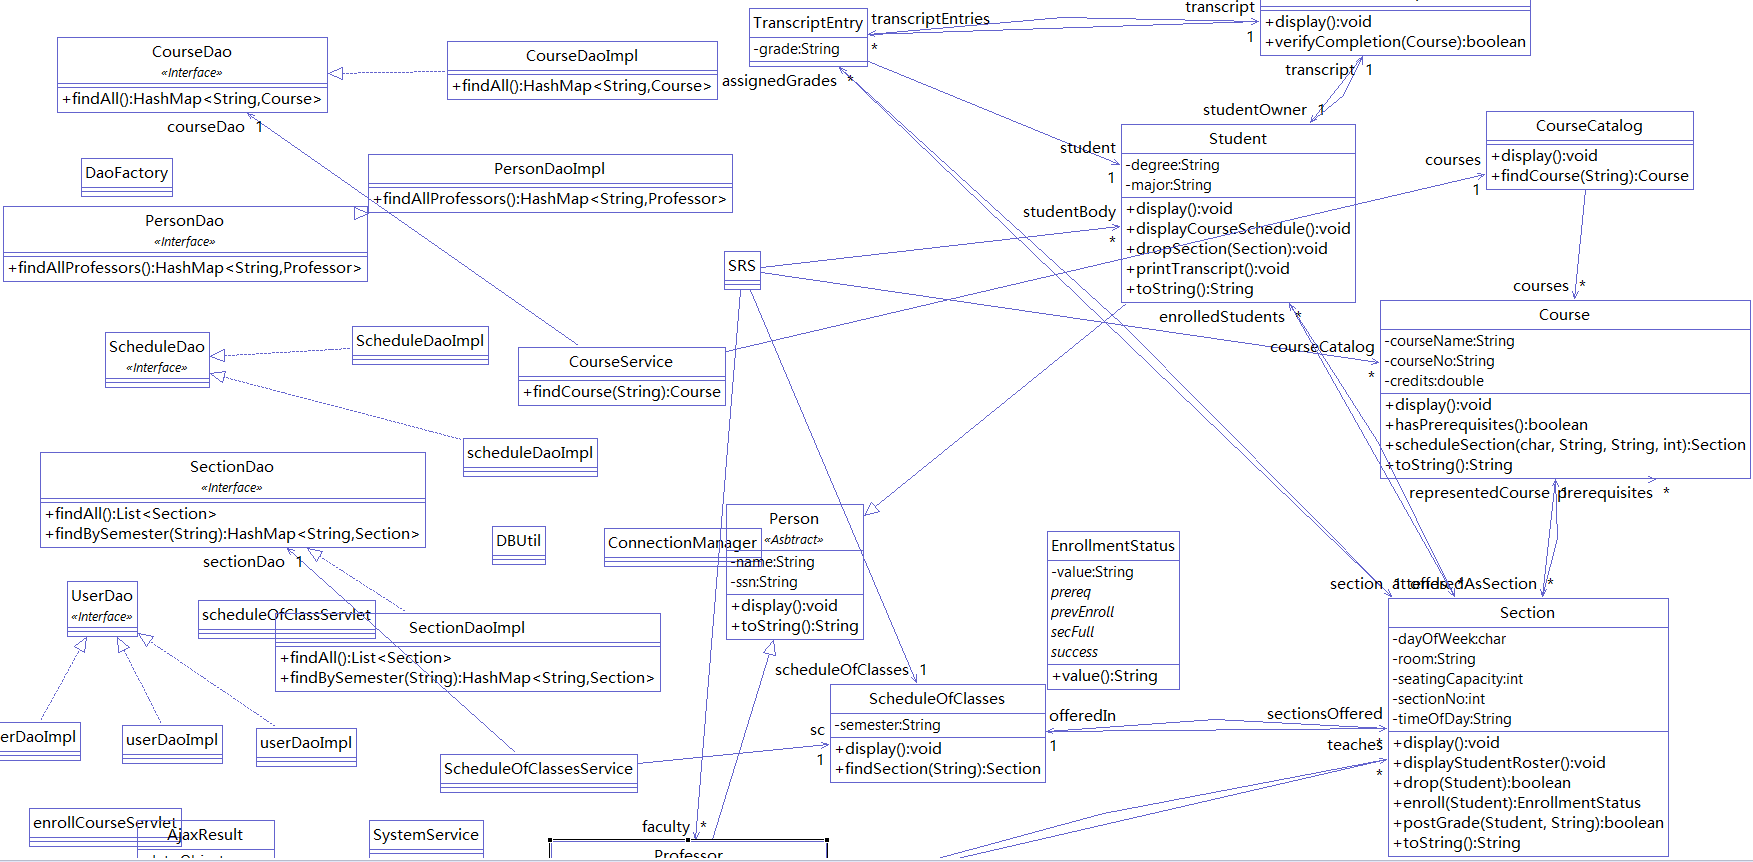 TranscriptEntry
-grade:String
transcriptEntries
*
transcript
1
+display():void
+verifyCompletion(Course):boolean
CourseDao
«Interface»
+findAll():HashMap<String,Course>
CourseDaoImpl
+findAll():HashMap<String,Course>
assignedGrades *
transcript 1
studentOwner 1
courseDao 1
Student
-degree:String
-major:String
+display():void
+displayCourseSchedule():void
+dropSection(Section):void
+printTranscript():void
+toString():String
student
1
CourseCatalog
+display():void
+findCourse(String):Course
courses
1
DaoFactory
PersonDaoImpl
+findAllProfessors():HashMap<String,Professor>
PersonDao
«Interface»
+findAllProfessors():HashMap<String,Professor>
studentBody
*
SRS
courses *
enrolledStudents *
Course
-courseName:String
-courseNo:String
-credits:double
+display():void
+hasPrerequisites():boolean
+scheduleSection(char, String, String, int):Section
+toString():String
courseCatalog
*
ScheduleDao
«Interface»
ScheduleDaoImpl
CourseService
+findCourse(String):Course
scheduleDaoImpl
SectionDao
«Interface»
+findAll():List<Section>
+findBySemester(String):HashMap<String,Section>
representedCourse
prerequisites *
Person
«Asbtract»
-name:String
-ssn:String
+display():void
+toString():String
DBUtil
ConnectionManager
EnrollmentStatus
-value:String
prereq
prevEnroll
secFull
success
+value():String
sectionDao 1
UserDao
«Interface»
scheduleOfClassServlet
SectionDaoImpl
+findAll():List<Section>
+findBySemester(String):HashMap<String,Section>
section
offeredAsSection *
Section
-dayOfWeek:char
-room:String
-seatingCapacity:int
-sectionNo:int
-timeOfDay:String
+display():void
+displayStudentRoster():void
+drop(Student):boolean
+enroll(Student):EnrollmentStatus
+postGrade(Student, String):boolean
+toString():String
scheduleOfClasses 1
ScheduleOfClasses
-semester:String
+display():void
+findSection(String):Section
offeredIn
1
sectionsOffered
*
teaches
*
sc
1
erDaoImpl
userDaoImpl
userDaoImpl
ScheduleOfClassesService
enrollCourseServlet
AjaxResult
SystemService
faculty *
Professor